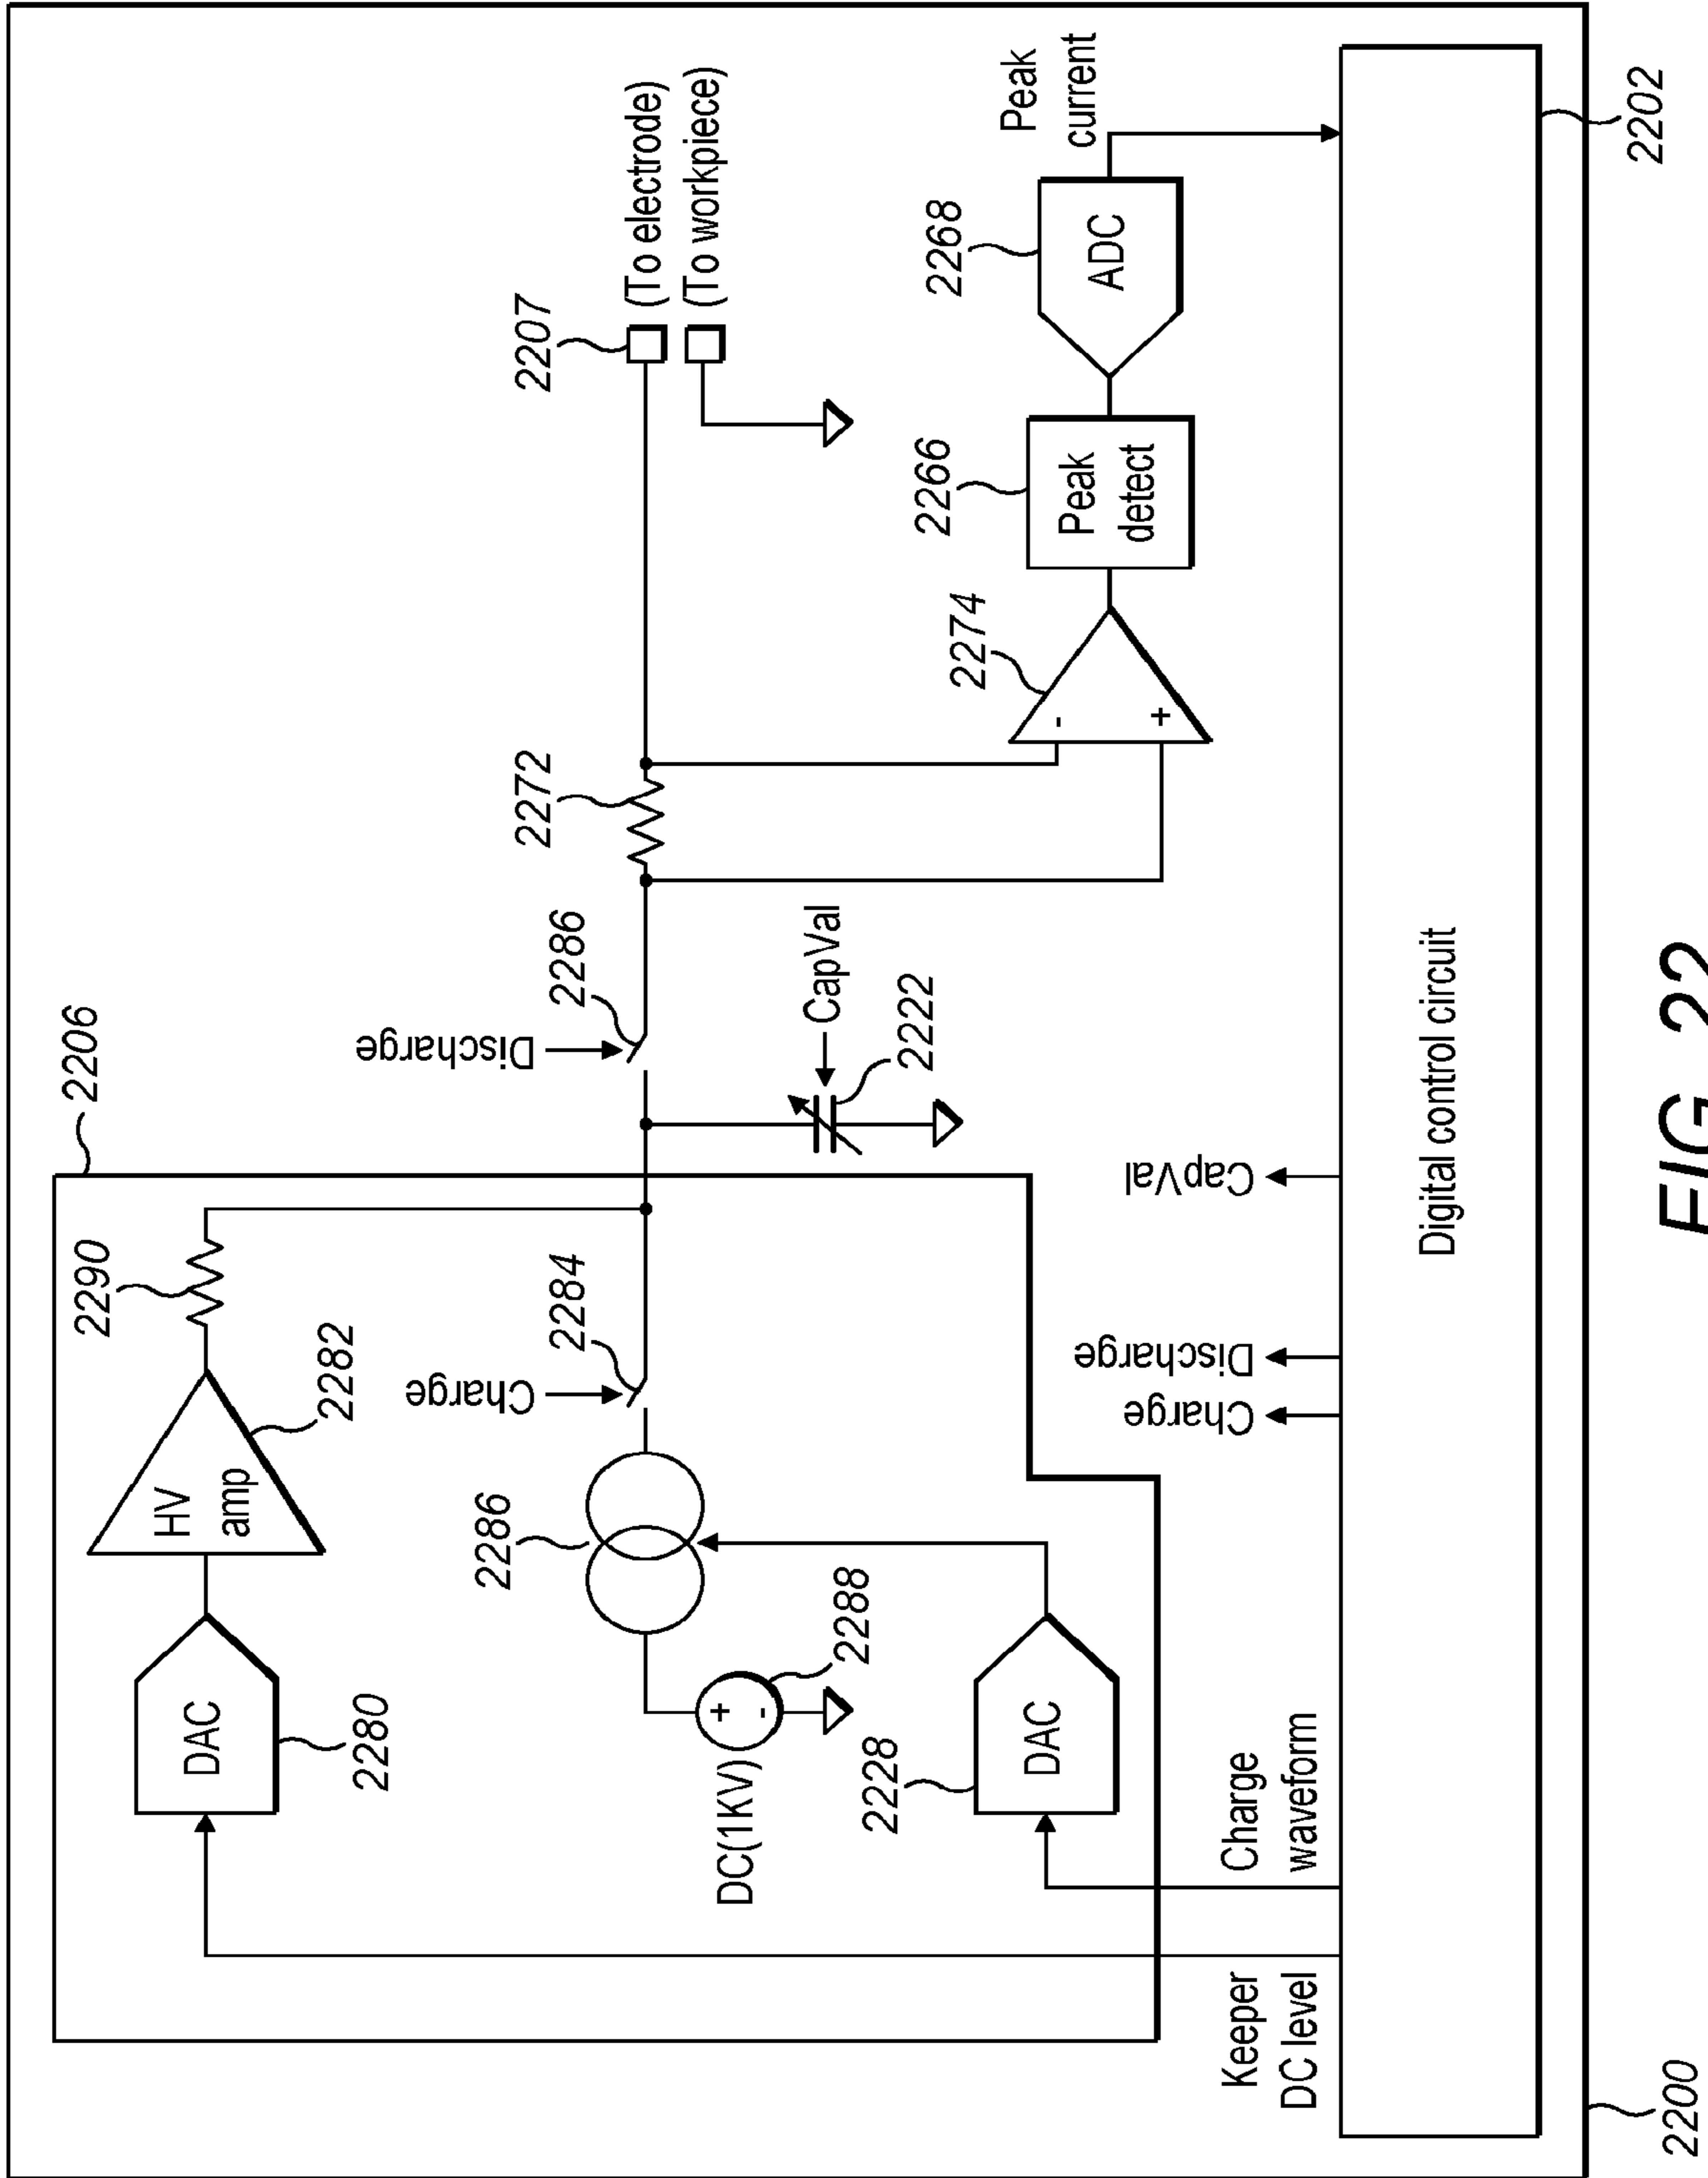 2206
2290
2282
HV
amp
DAC
2280
Charge
2284
2286
DC(1KV)
+
-
2288
2228
DAC
Discharge
2286
CapVal
2222
2272
2207
(To electrode)
(To workpiece)
2274
-
+
2266
Peak
detect
2268
ADC
Peak
current
Keeper
DC level
Charge
waveform
Charge
Discharge
CapVal
Digital control circuit
2202
2200
FIG. 22